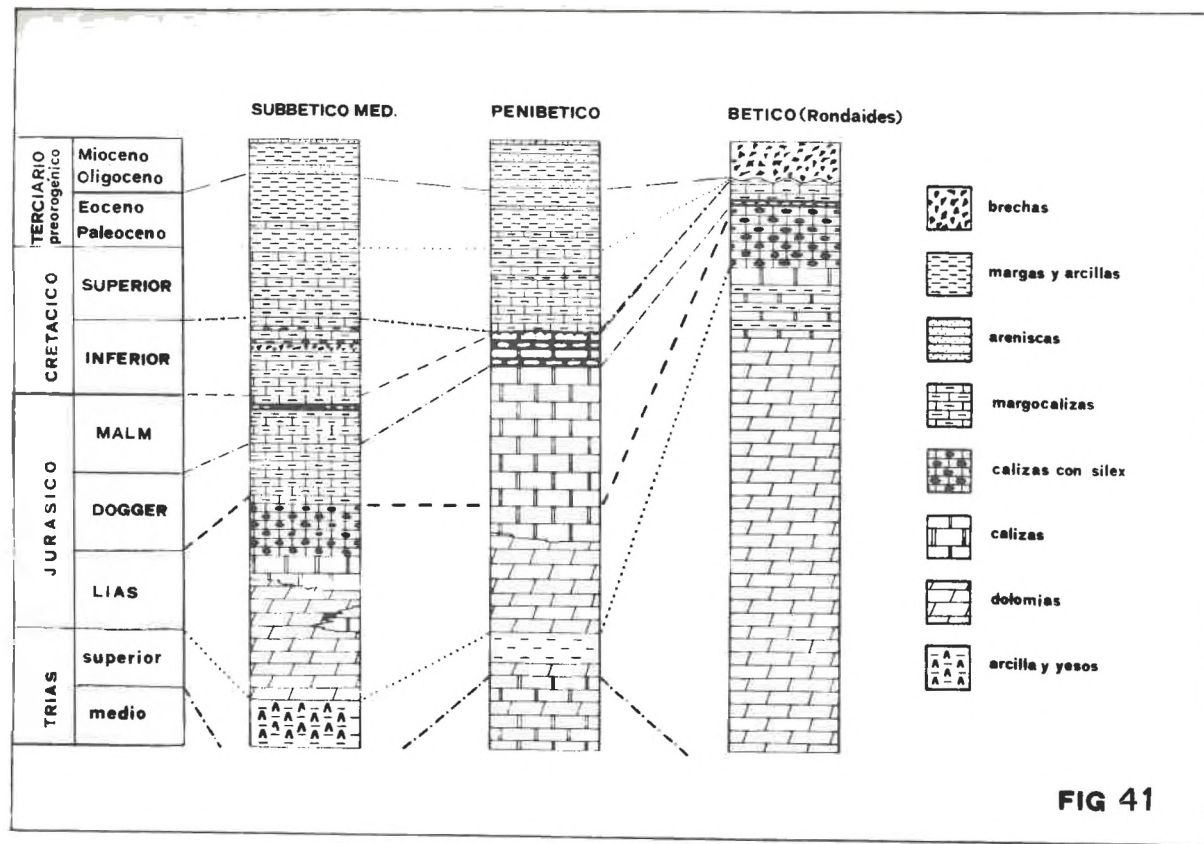 SUBBETICO MED.
PENIBETICO
BETICO (Rondaides)
TERCIARIO
preorogénico
Mioceno
Oligoceno
Eoceno
Paleoceno
CRETACICO
SUPERIOR
INFERIOR
JURASICO
MALM
DOGGER
LIAS
TRIAS
superior
medio
brechas
margas y arcillas
areniscas
margocalizas
calizas con silex
calizas
dolomias
arcilla y yesos
FIG 41